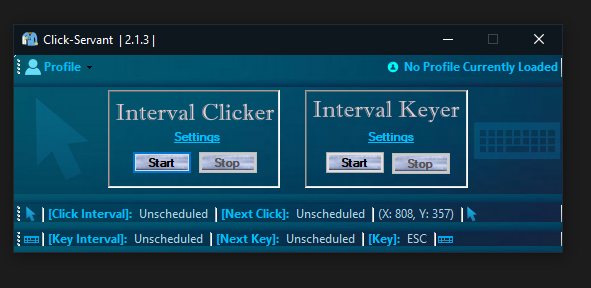 Click-Servant | 2.1.3 |
Profile
No Profile Currently Loaded
Interval Clicker
Settings
Start Stop
Interval Keyer
Settings
Start Stop
[Click Interval]: Unscheduled [Next Click]: Unscheduled (X: 808, Y: 357)
[Key Interval]: Unscheduled [Next Key]: Unscheduled [Key]: ESC